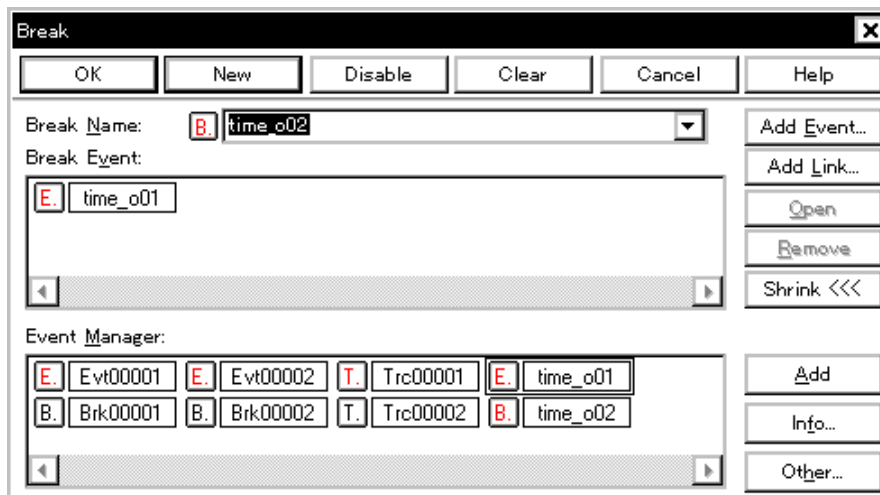 Break
OK New Disable Clear Cancel Help
Break Name: B. time_o02 Add Event...
Break Event: Add Link...
E. time_o01
Open
Remove
Shrink <<<
Event Manager:
E. Evt00001 E. Evt00002 T. Trc00001 E. time_o01 Add
B. Brk00001 B. Brk00002 T. Trc00002 B. time_o02
Info...
Other...